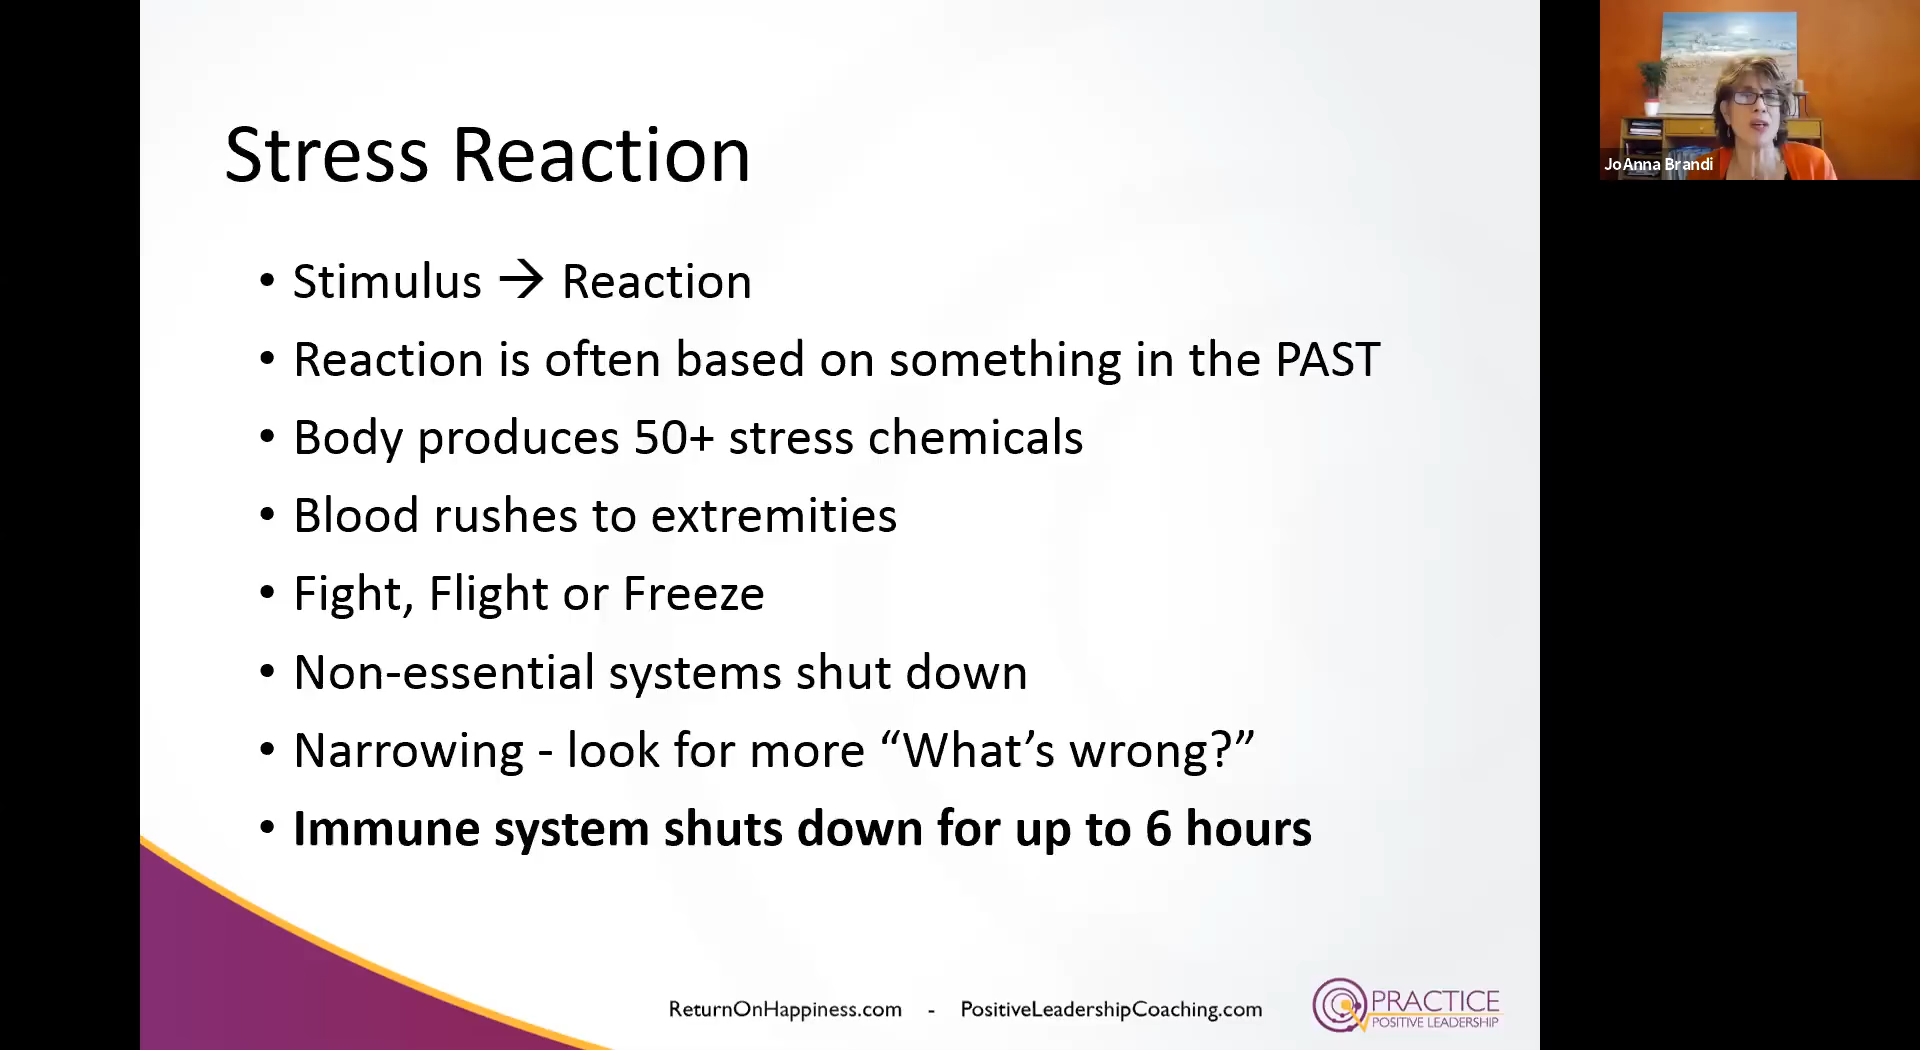 Stress Reaction
• Stimulus → Reaction
• Reaction is often based on something in the PAST
• Body produces 50+ stress chemicals
• Blood rushes to extremities
• Fight, Flight or Freeze
• Non-essential systems shut down
• Narrowing - look for more “What’s wrong?”
• Immune system shuts down for up to 6 hours
ReturnOnHappiness.com - PositiveLeadershipCoaching.com
PRACTICE
POSITIVE LEADERSHIP
JoAnna Brandi